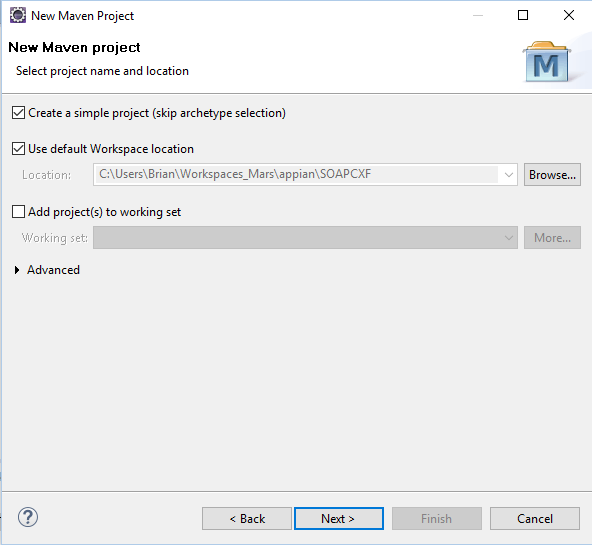 New Maven Project
New Maven project
Select project name and location
M
Create a simple project (skip archetype selection)
Use default Workspace location
Location: C:\Users\Brian\Workspaces_Mars\appian\SOAPCXF Browse...
Add project(s) to working set
Working set: More...
Advanced
? < Back Next > Finish Cancel